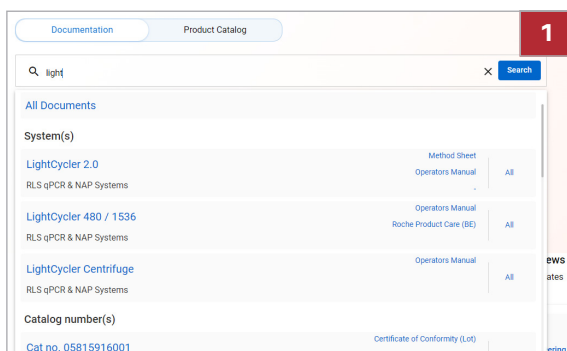 Documentation
Product Catalog
1
light
Search
All Documents
System(s)
LightCycler 2.0
RLS qPCR & NAP Systems
Method Sheet
Operators Manual
.
All
LightCycler 480 / 1536
RLS qPCR & NAP Systems
Operators Manual
Roche Product Care (BE)
All
LightCycler Centrifuge
RLS qPCR & NAP Systems
Operators Manual
All
ews
ates
Catalog number(s)
Cat no. 05815916001
Certificate of Conformity (Lot)
ering